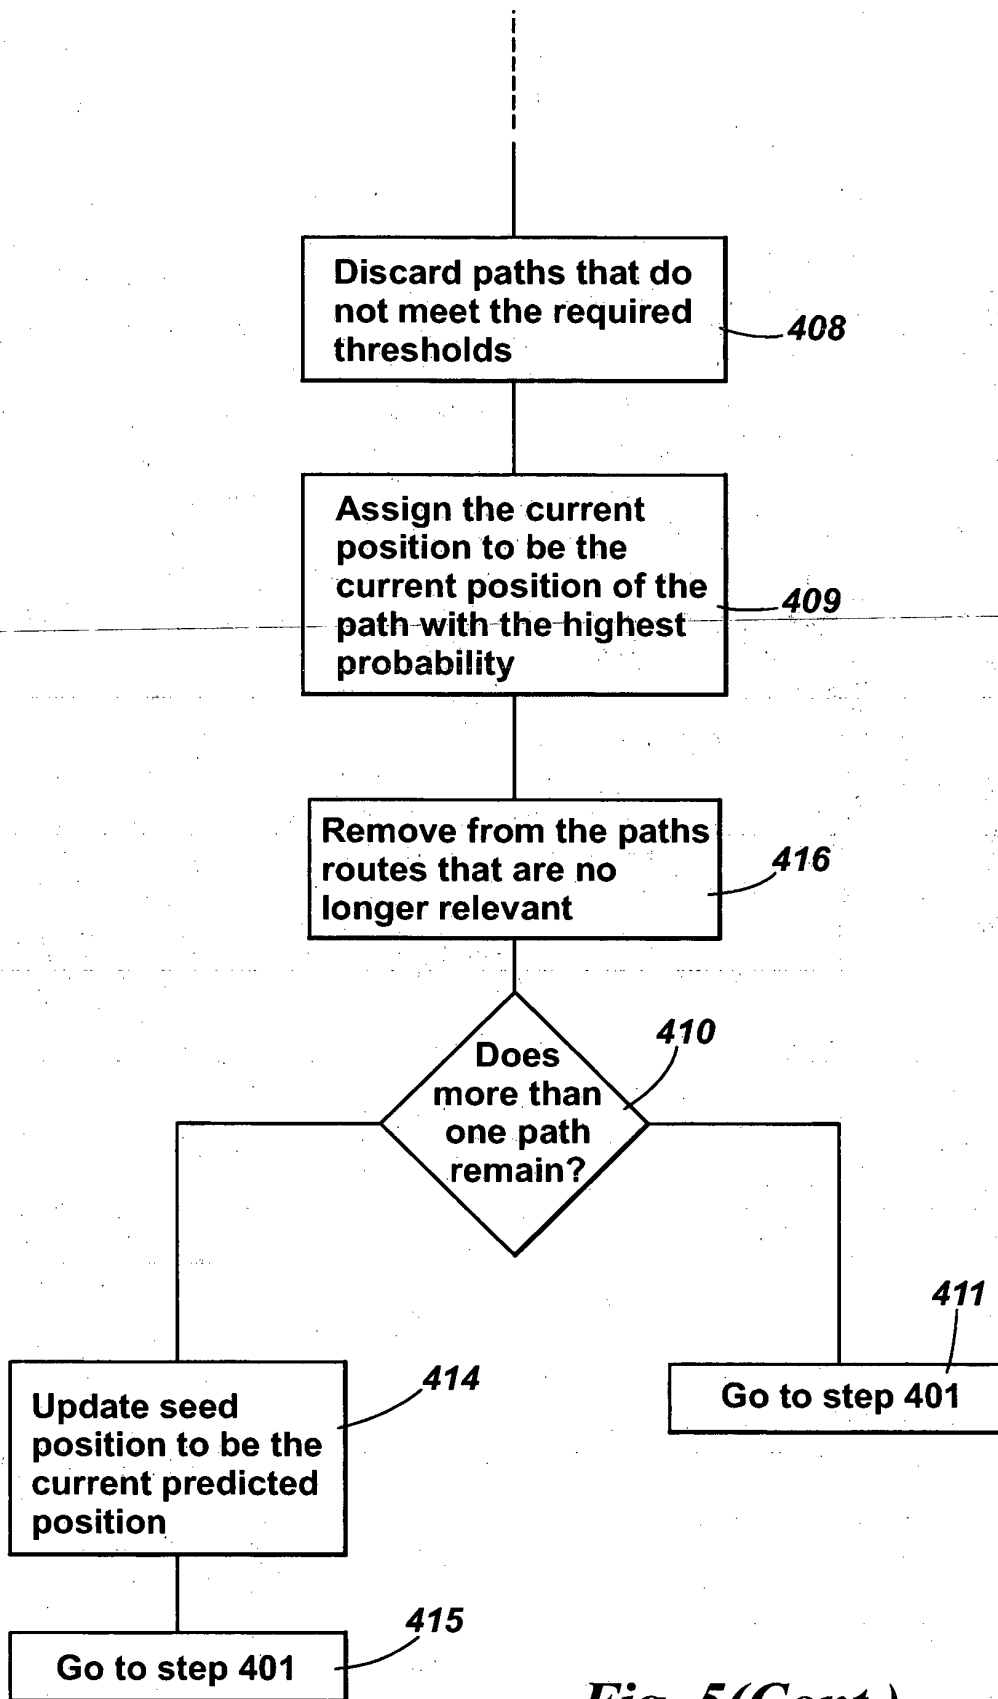 Discard paths that do
not meet the required
thresholds
408
Assign the current
position to be the
current position of the
path with the highest
probability
409
Remove from the paths
routes that are no
longer relevant
416
Does
more than
one path
remain?
410
411
Go to step 401
Update seed
position to be the
current predicted
position
414
415
Go to step 401
Fig. 5(Cont.)